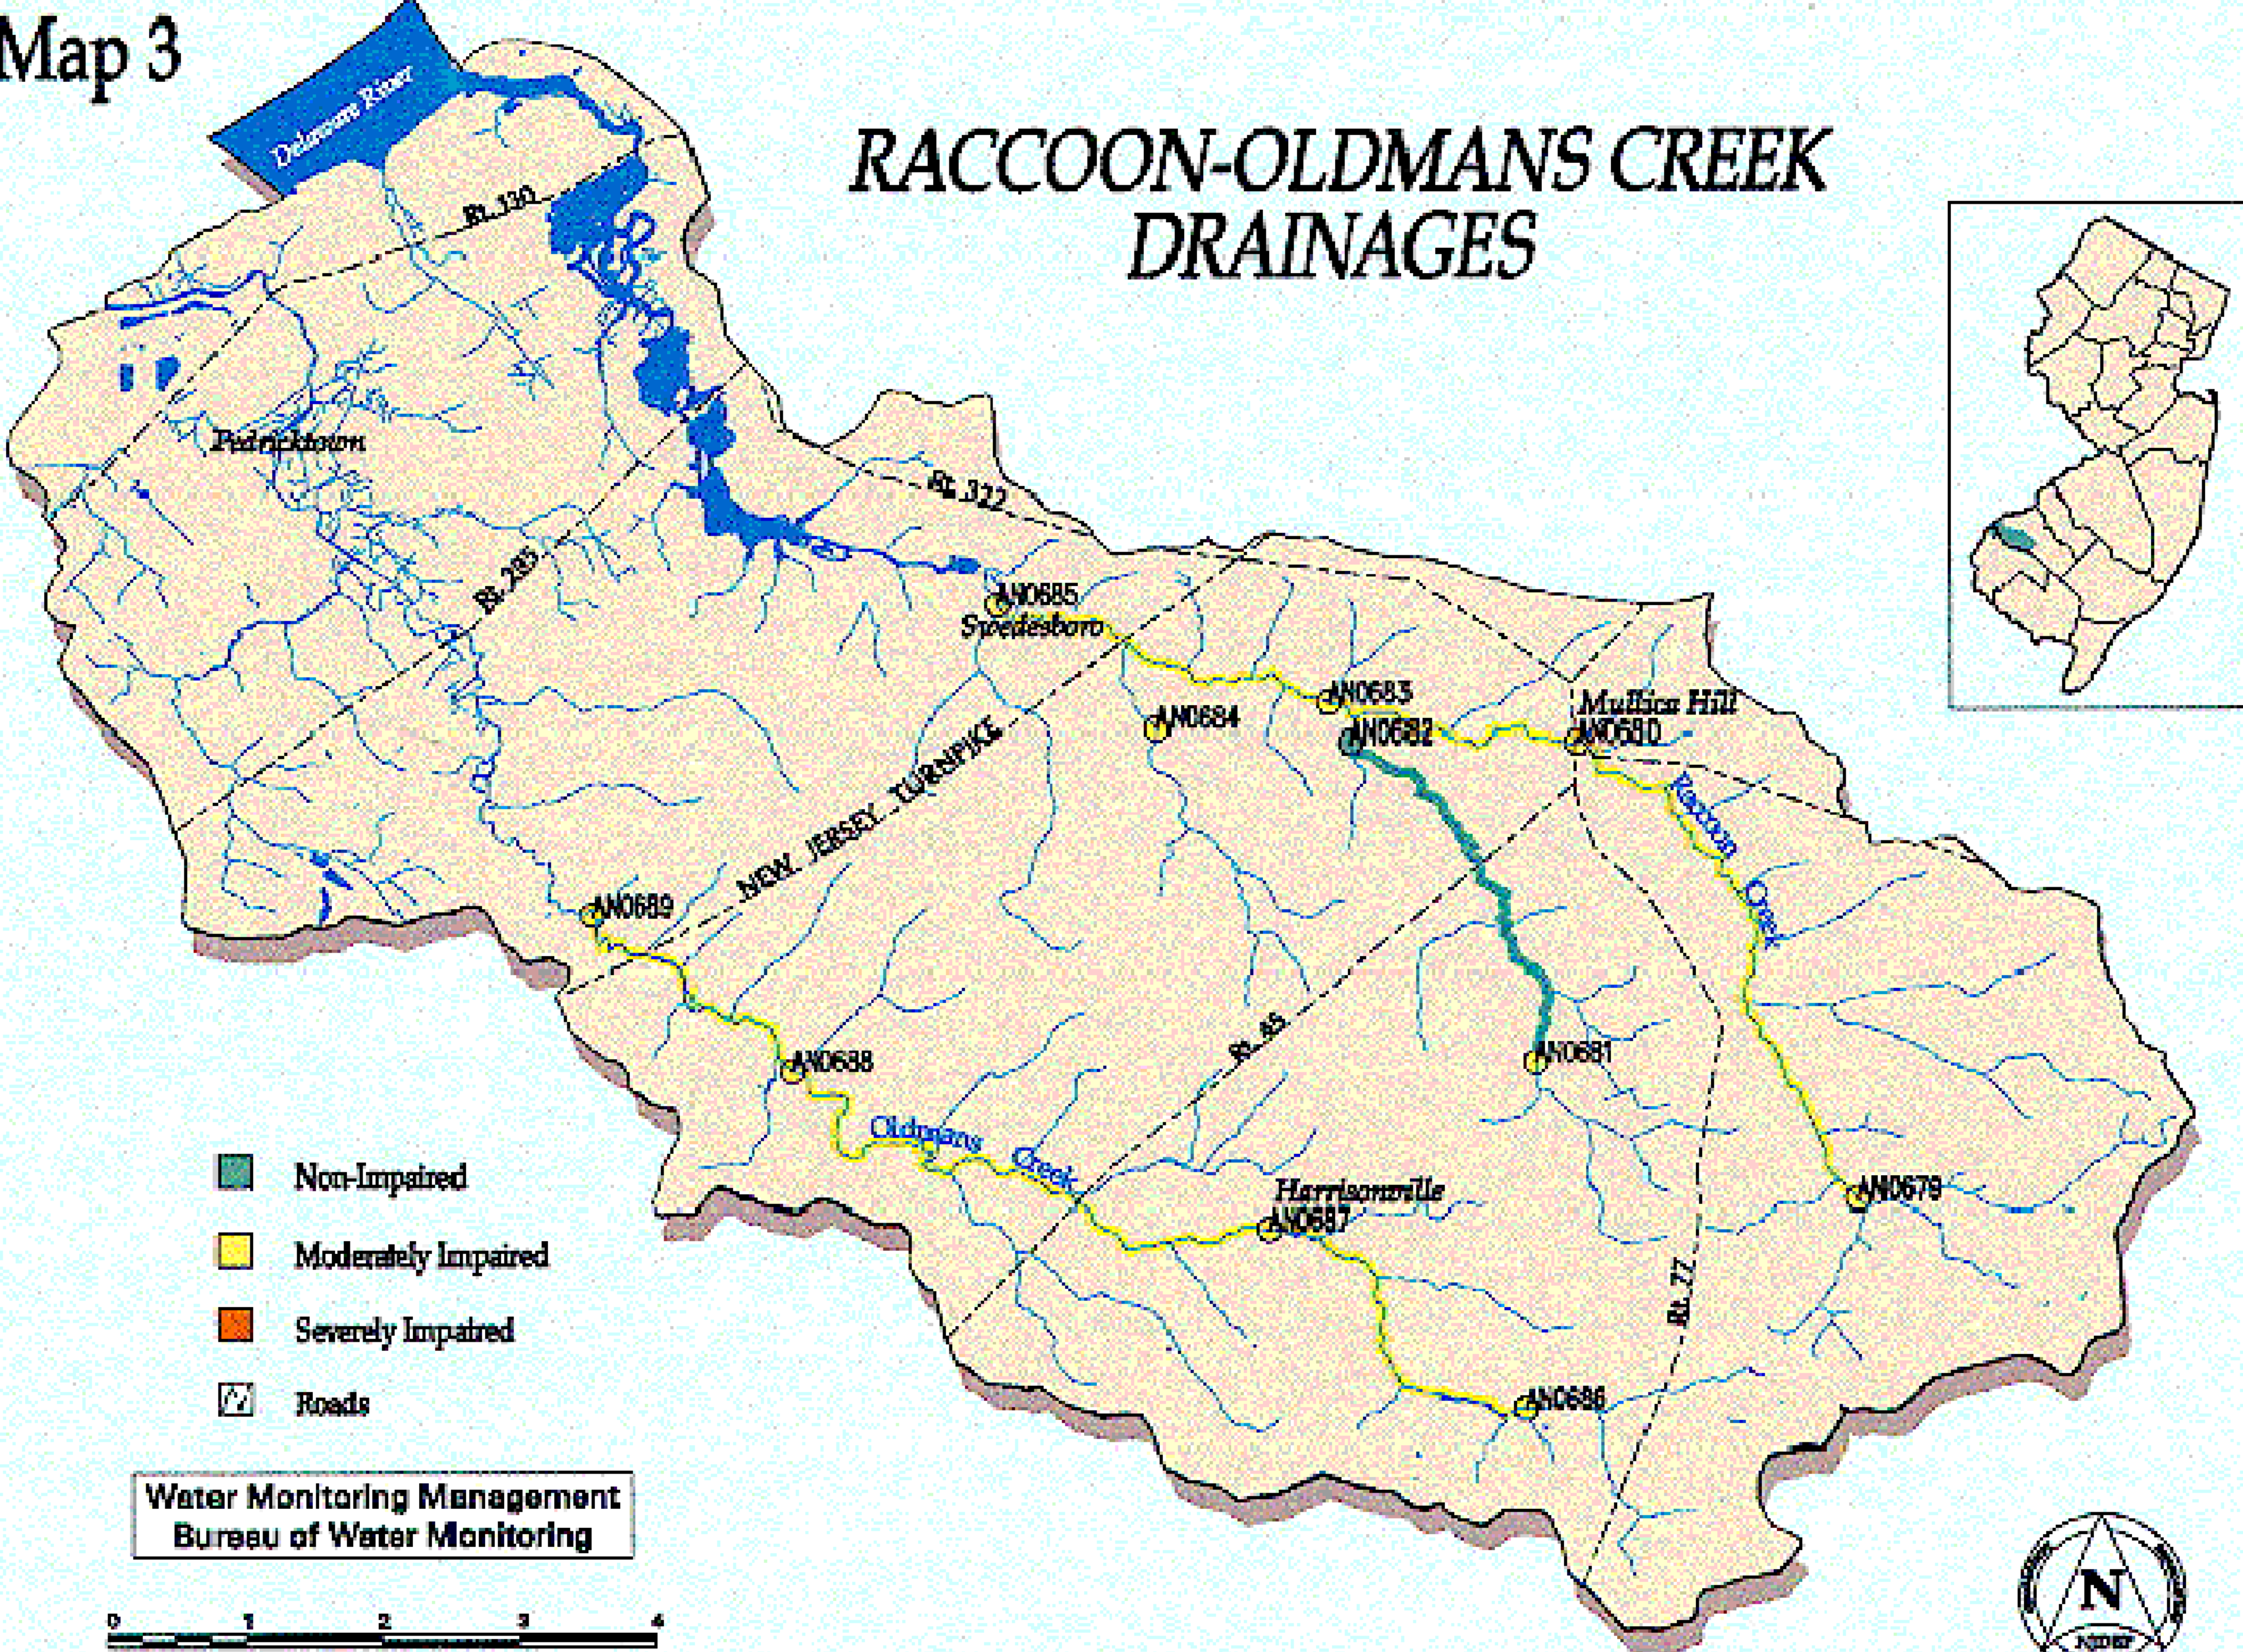 Map 3
RACCOON-OLDMANS CREEK
DRAINAGES
Delaware River
Rt. 130
Pedricktown
Rt. 322
Rt. 295
AN0685
Swedesboro
AN0683
AN0684
AN0682
Mullica Hill
AN0680
NEW JERSEY TURNPIKE
Raccoon
Creek
AN0689
Rt. 45
AN0681
AN0688
Oldmans
Creek
Harrisonville
AN0687
AN0679
Rt. 77
AN0686
Non-Impaired
Moderately Impaired
Severely Impaired
Roads
Water Monitoring Management
Bureau of Water Monitoring
0 1 2 3 4
N
NJDEP